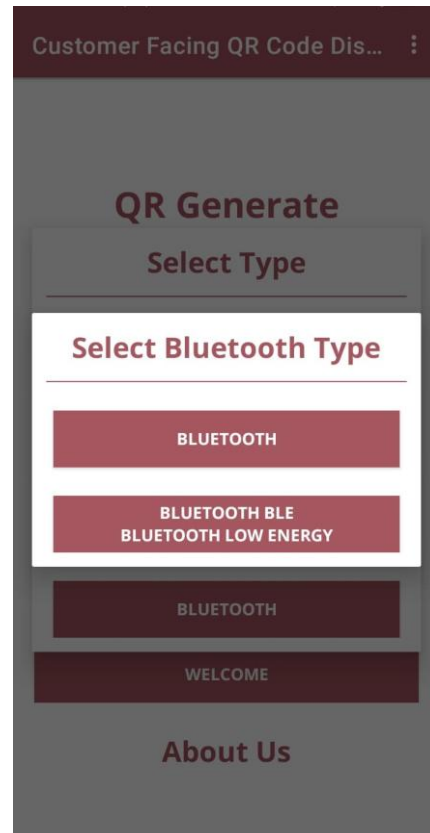 Customer Facing QR Code Dis...
QR Generate
Select Type
Select Bluetooth Type
BLUETOOTH
BLUETOOTH BLE
BLUETOOTH LOW ENERGY
BLUETOOTH
WELCOME
About Us